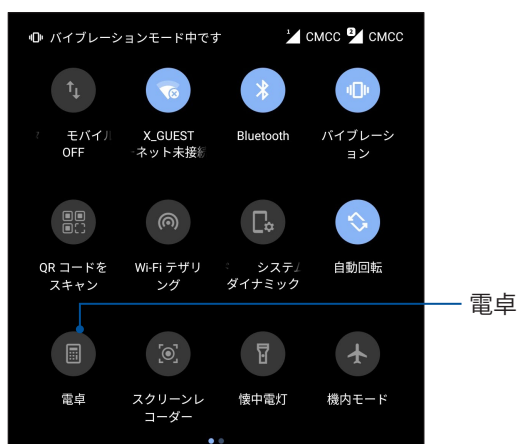 バイブレーションモード中です
1 CMCC 2 CMCC
モバイル
OFF
X_GUEST
ネット未接続
Bluetooth
バイブレーシ
ョン
QR コードを
スキャン
Wi-Fi テザリ
ング
システム
ダイナミック
自動回転
電卓
電卓
スクリーンレ
コーダー
懐中電灯
機内モード